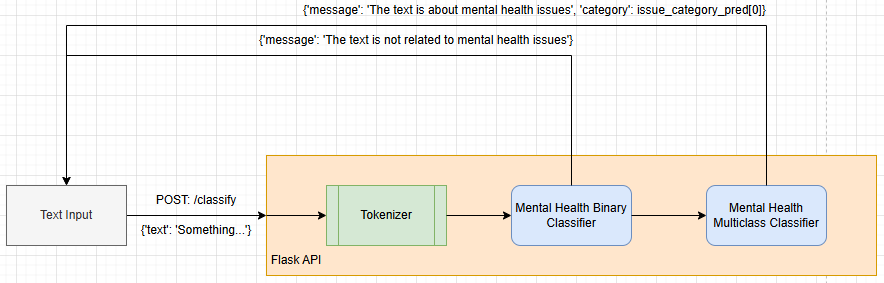 {'message': 'The text is about mental health issues', 'category': issue_category_pred[0]}
{'message': 'The text is not related to mental health issues'}
Text Input
POST: /classify
{'text': 'Something...'}
Tokenizer
Mental Health Binary
Classifier
Mental Health
Multiclass Classifier
Flask API